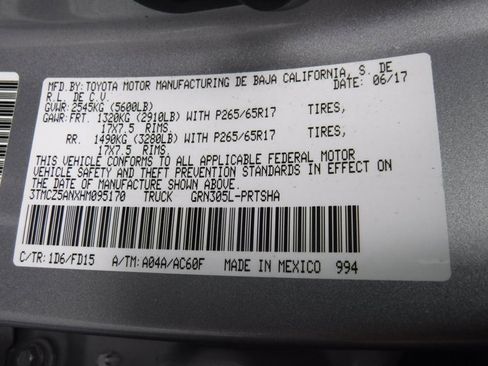 MFD.BY: TOYOTA MOTOR MANUFACTURING DE BAJA CALIFORNIA, S. DE
R.L. DE C.V. 06/17
GVWR: 2545KG (5600LB)
GAWR: FRT. 1320KG (2910LB) WITH P265/65R17 TIRES,
17X7.5 RIMS.
RR. 1490KG (3280LB) WITH P265/65R17 TIRES,
17X7.5 RIMS.
THIS VEHICLE CONFORMS TO ALL APPLICABLE FEDERAL MOTOR
VEHICLE SAFETY AND THEFT PREVENTION STANDARDS IN EFFECT ON
THE DATE OF MANUFACTURE SHOWN ABOVE.
3TMCZ5ANXHM095170 TRUCK GRN305L-PRTSHA
C/TR: 1D6/FD15 A/TM: A04A/AC60F MADE IN MEXICO 994